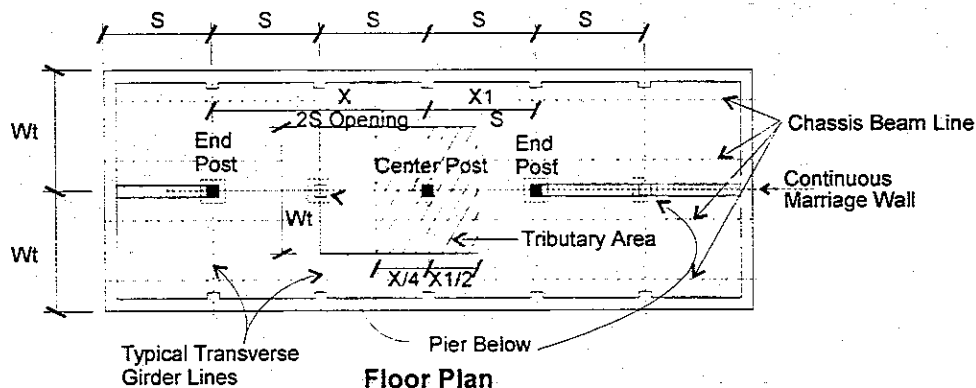 S S S S S
Wt
Wt
X X1
2S Opening S
End
Post
Center Post
End
Post
Wt
Tributary Area
X/4 X1/2
Chassis Beam Line
Continuous
Marriage Wall
Typical Transverse
Girder Lines
Pier Below
Floor Plan